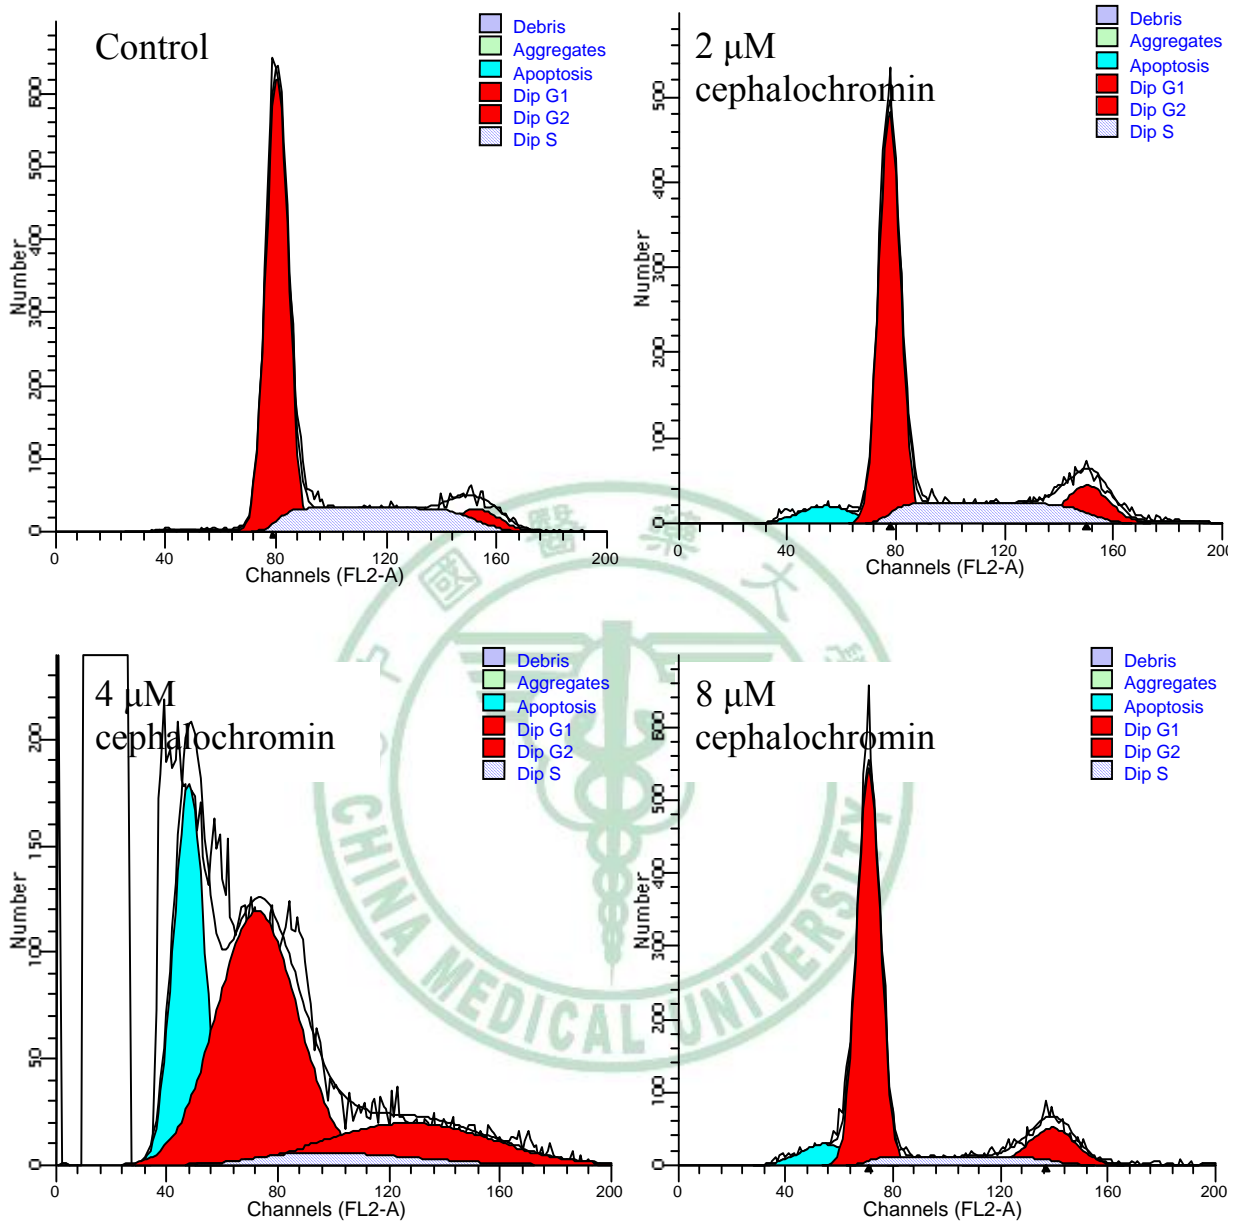 Control
Debris
Aggregates
Apoptosis
Dip G1
Dip G2
Dip S
Number
0 100 200 300 400 500 600
0 40 80 120 160 200
Channels (FL2-A)
2 μM
cephalochromin
Debris
Aggregates
Apoptosis
Dip G1
Dip G2
Dip S
Number
0 100 200 300 400 500
0 40 80 120 160 200
Channels (FL2-A)
4 μM
cephalochromin
Debris
Aggregates
Apoptosis
Dip G1
Dip G2
Dip S
Number
0 50 100 150 200
0 40 80 120 160 200
Channels (FL2-A)
8 μM
cephalochromin
Debris
Aggregates
Apoptosis
Dip G1
Dip G2
Dip S
Number
0 100 200 300 400 500 600
0 40 80 120 160 200
Channels (FL2-A)
國醫藥大
CHINA MEDICAL UNIVERSITY